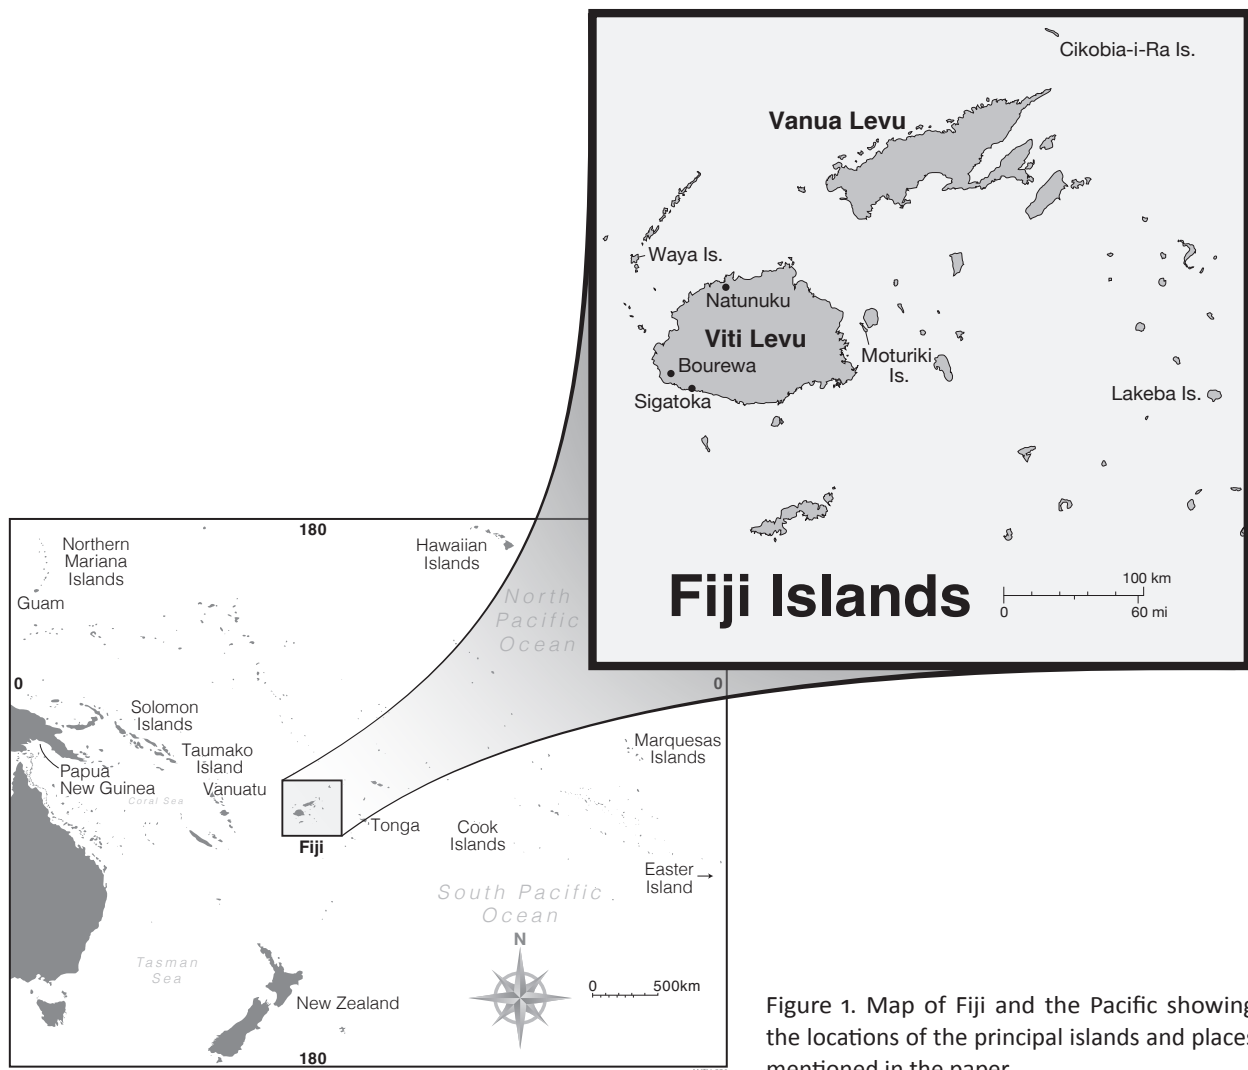 Cikobia-i-Ra Is.
Vanua Levu
Waya Is.
Natunuku
Viti Levu
Bourewa
Moturiki
Is.
Sigatoka
Lakeba Is.
Fiji Islands
100 km
0
60 mi
180
Northern
Mariana
Islands
Guam
Hawaiian
Islands
North
Pacific
Ocean
0
0
Solomon
Islands
Taumako
Island
Papua
New Guinea
Vanuatu
Coral Sea
Marquesas
Islands
Fiji
Tonga
Cook
Islands
Easter
Island
South Pacific
Ocean
Tasman
Sea
N
0
500km
New Zealand
180
Figure 1. Map of Fiji and the Pacific showing
the locations of the principal islands and places
mentioned in the paper